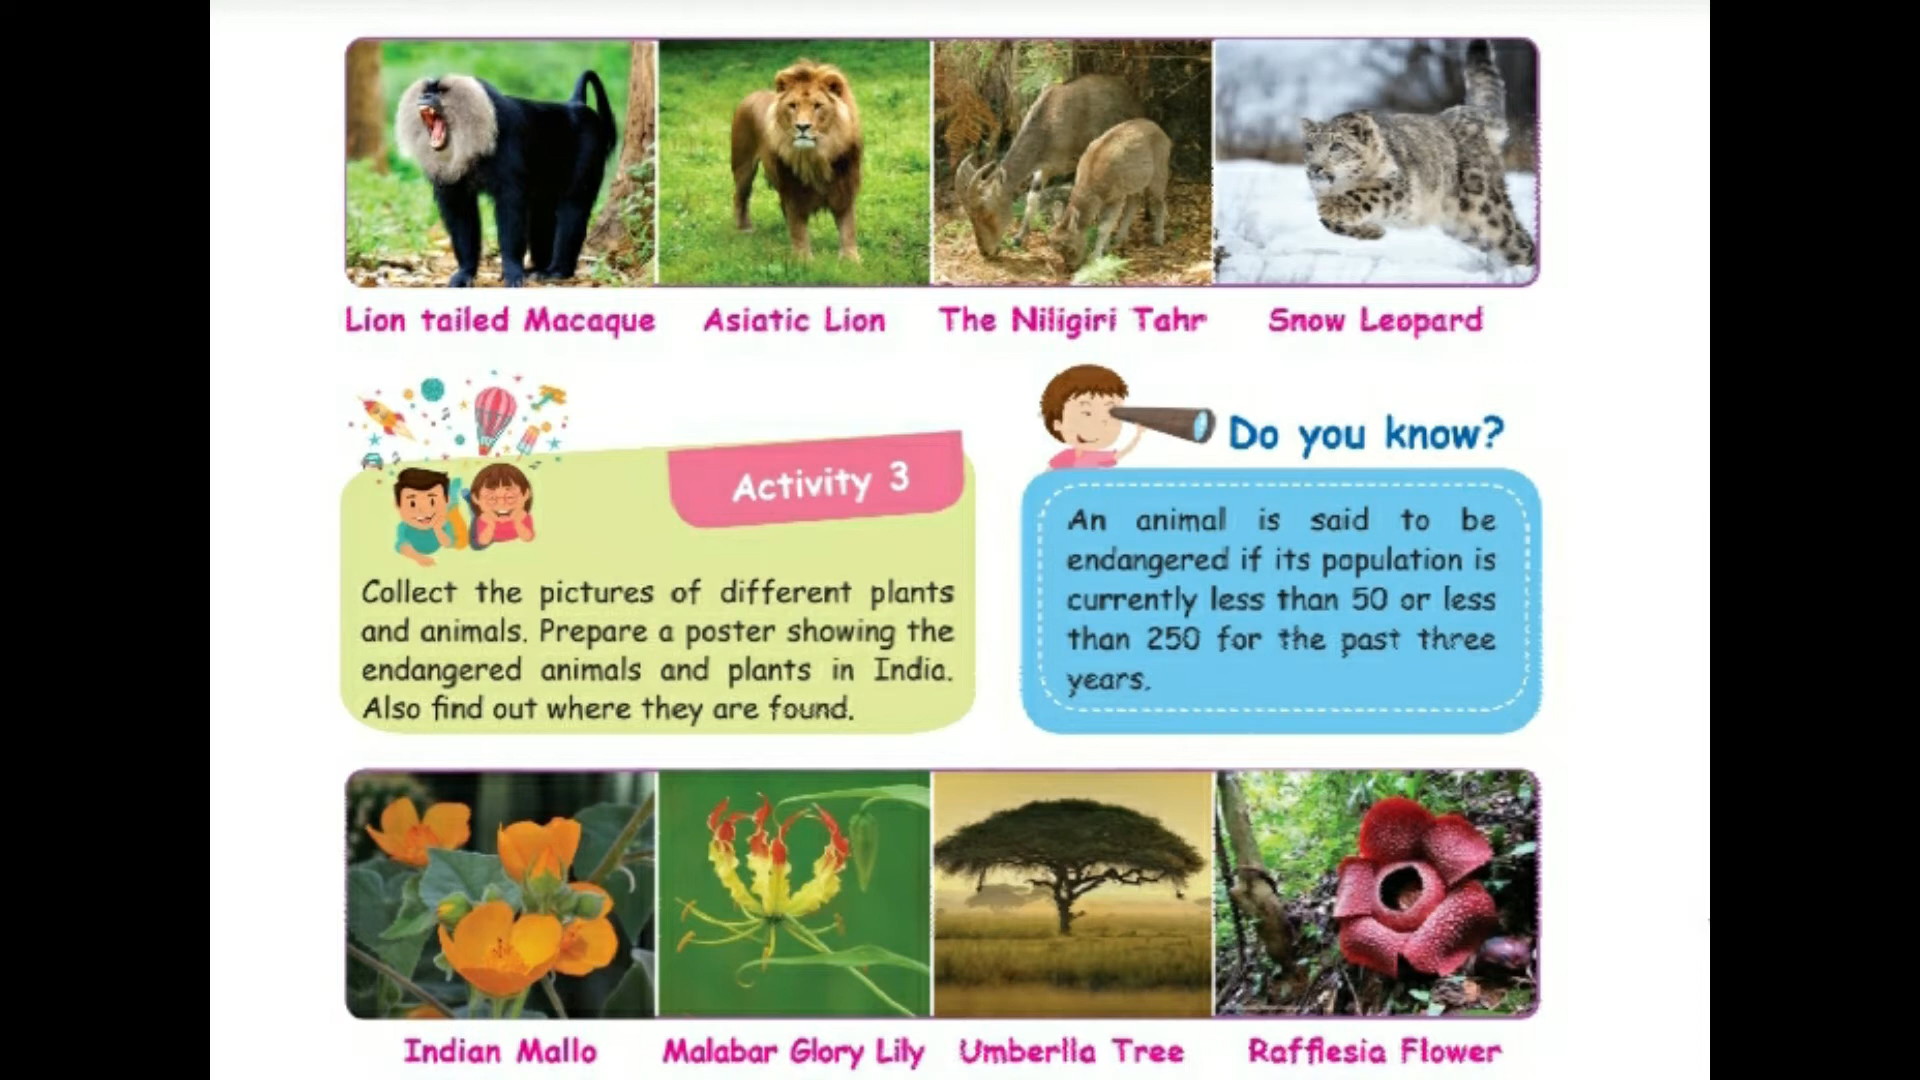 Lion tailed Macaque
Asiatic Lion
The Niligiri Tahr
Snow Leopard
Activity 3
Collect the pictures of different plants
and animals. Prepare a poster showing the
endangered animals and plants in India.
Also find out where they are found.
Do you know?
An animal is said to be
endangered if its population is
currently less than 50 or less
than 250 for the past three
years.
Indian Mallo
Malabar Glory Lily
Umberlla Tree
Rafflesia Flower